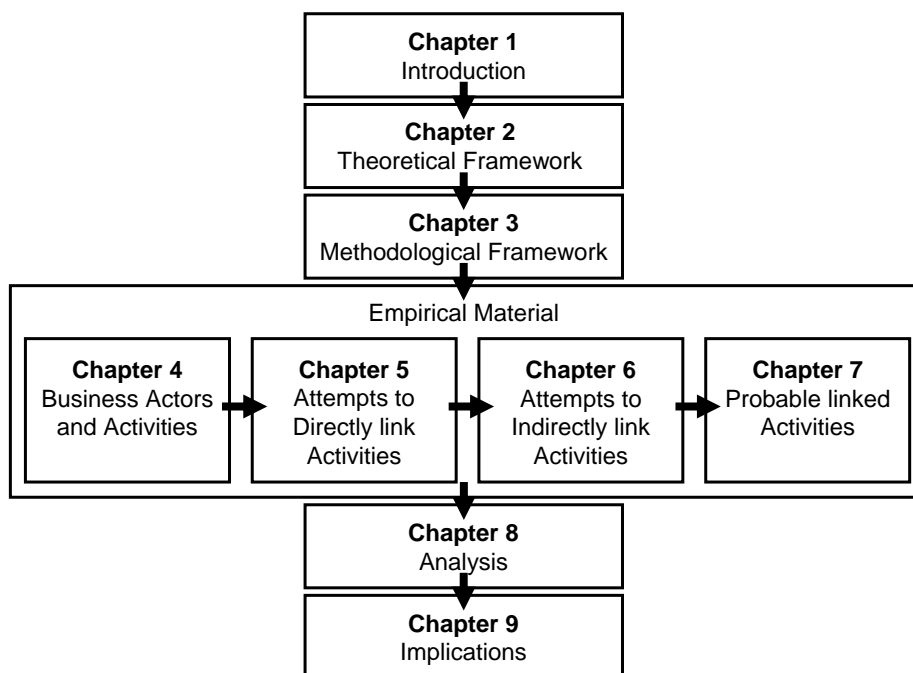 Chapter 1
Introduction
Chapter 2
Theoretical Framework
Chapter 3
Methodological Framework
Empirical Material
Chapter 4
Business Actors
and Activities
Chapter 5
Attempts to
Directly link
Activities
Chapter 6
Attempts to
Indirectly link
Activities
Chapter 7
Probable linked
Activities
Chapter 8
Analysis
Chapter 9
Implications